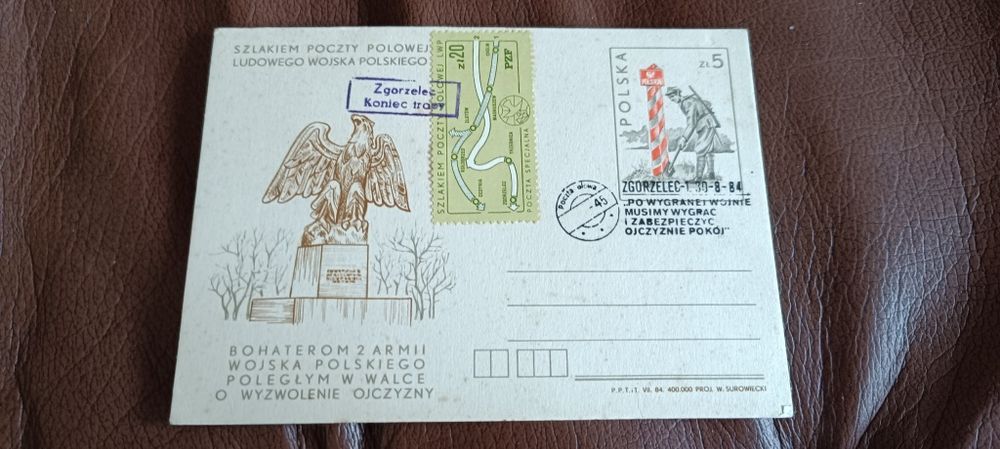 SZLAKIEM POCZTY POLOWEJ
LUDOWEGO WOJSKA POLSKIEGO
Zgorzelec
Koniec trasy
SZLAKIEM POCZTY POLOWEJ LWP
zł 20
PZF
POCZTA SPECJALNA
POLSKA
ZŁ 5
ZGORZELEC-1 30-8-84
„PO WYGRANEJ WOJNIE
MUSIMY WYGRAĆ
I ZABEZPIECZYĆ
OJCZYŹNIE POKÓJ"
Poczta
45
BOHATEROM 2 ARMII
WOJSKA POLSKIEGO
POLEGŁYM W WALCE
O WYZWOLENIE OJCZYZNY
P.P.T.i T. VII. 84. 400.000 PROJ. W. SUROWIECKI